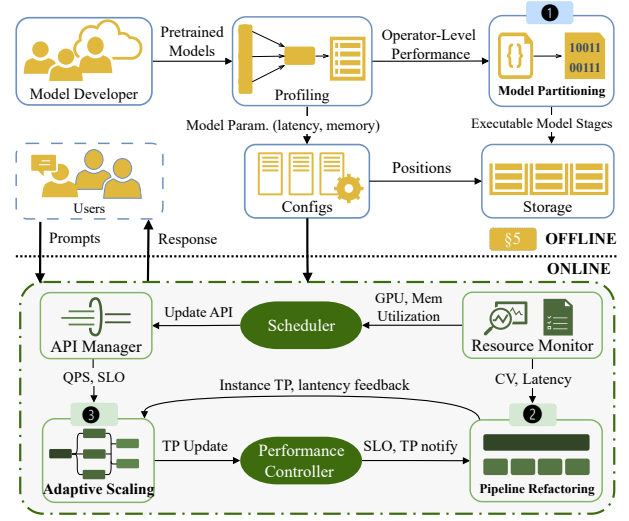 ❶
Pretrained
Models
Operator-Level
Performance
{ }
10011
00111
Model Developer
Profiling
Model Partitioning
Model Param. (latency, memory)
Executable Model Stages
Positions
Users
Configs
Storage
Prompts
Response
§5 OFFLINE
ONLINE
GPU, Mem
Utilization
Update API
Scheduler
API Manager
Resource Monitor
QPS, SLO
CV, Latency
Instance TP, lantency feedback
❸
❷
TP Update
Performance
Controller
SLO, TP notify
Adaptive Scaling
Pipeline Refactoring